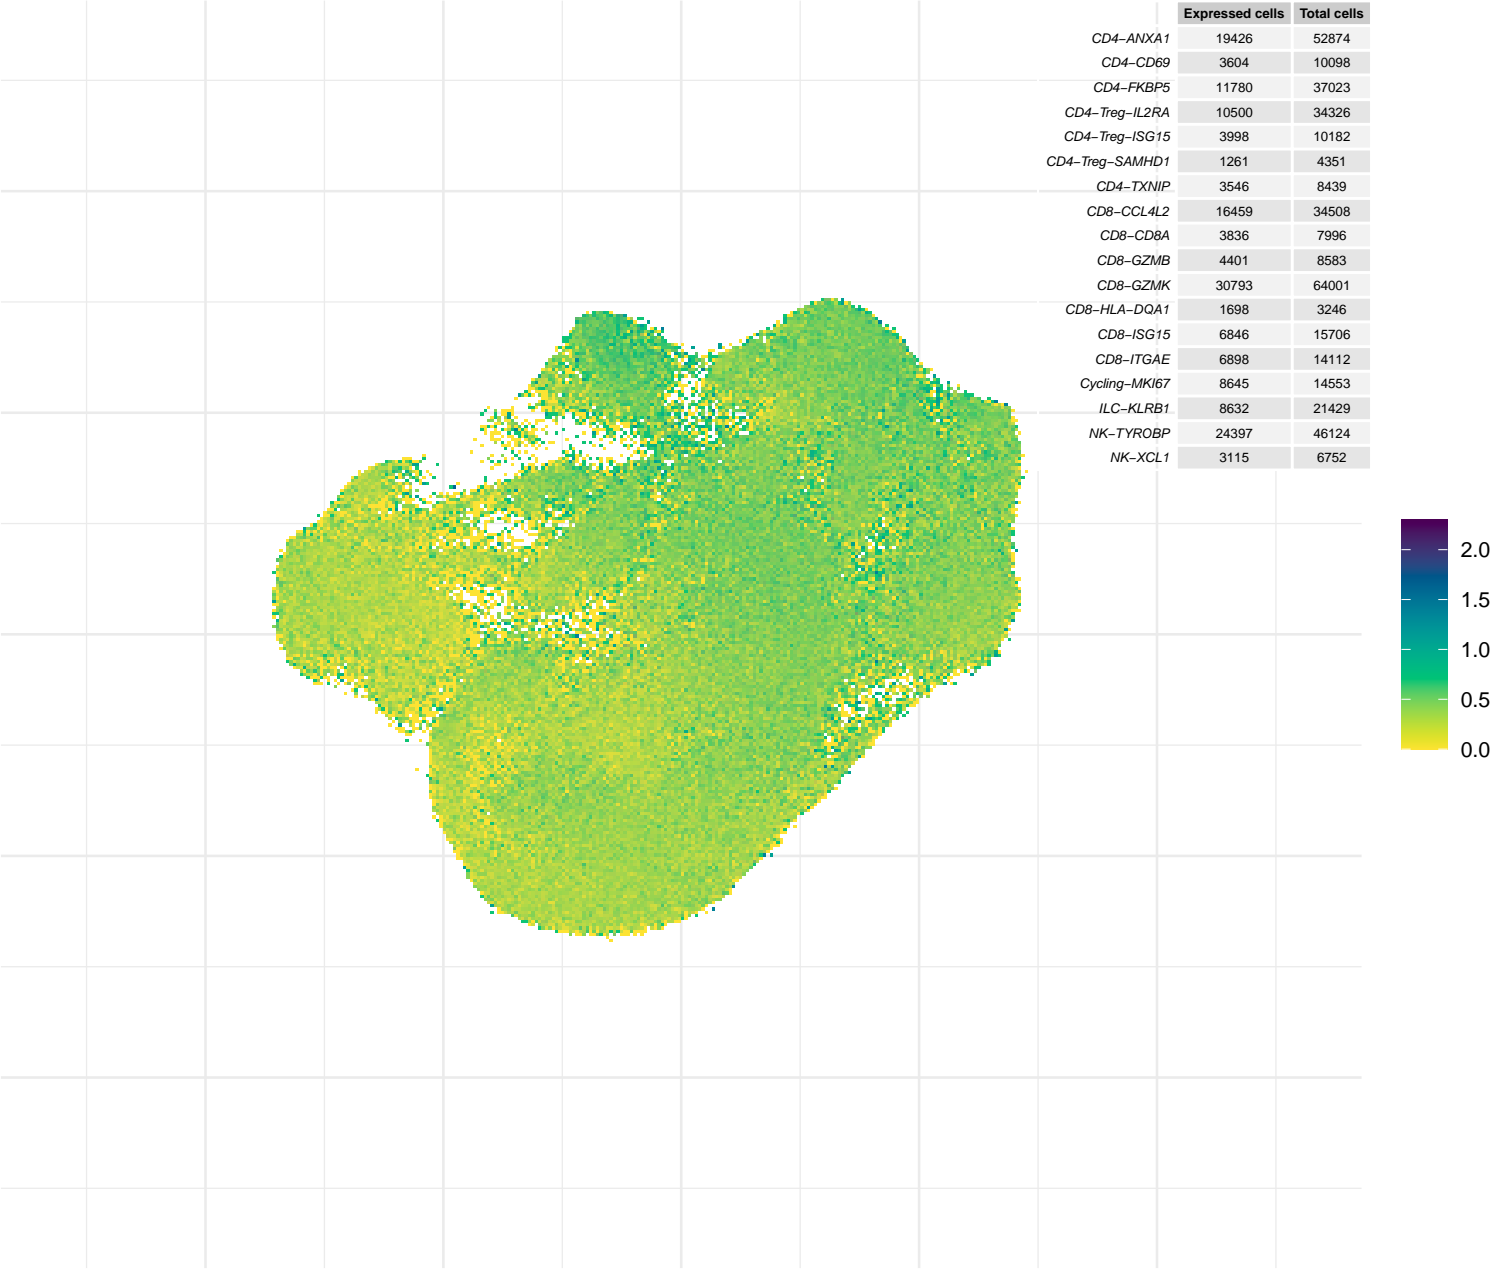 Expressed cells Total cells
CD4−ANXA1 19426 52874
CD4−CD69 3604 10098
CD4−FKBP5 11780 37023
CD4−Treg−IL2RA 10500 34326
CD4−Treg−ISG15 3998 10182
CD4−Treg−SAMHD1 1261 4351
CD4−TXNIP 3546 8439
CD8−CCL4L2 16459 34508
CD8−CD8A 3836 7996
CD8−GZMB 4401 8583
CD8−GZMK 30793 64001
CD8−HLA−DQA1 1698 3246
CD8−ISG15 6846 15706
CD8−ITGAE 6898 14112
Cycling−MKI67 8645 14553
ILC−KLRB1 8632 21429
NK−TYROBP 24397 46124
NK−XCL1 3115 6752
2.0
1.5
1.0
0.5
0.0